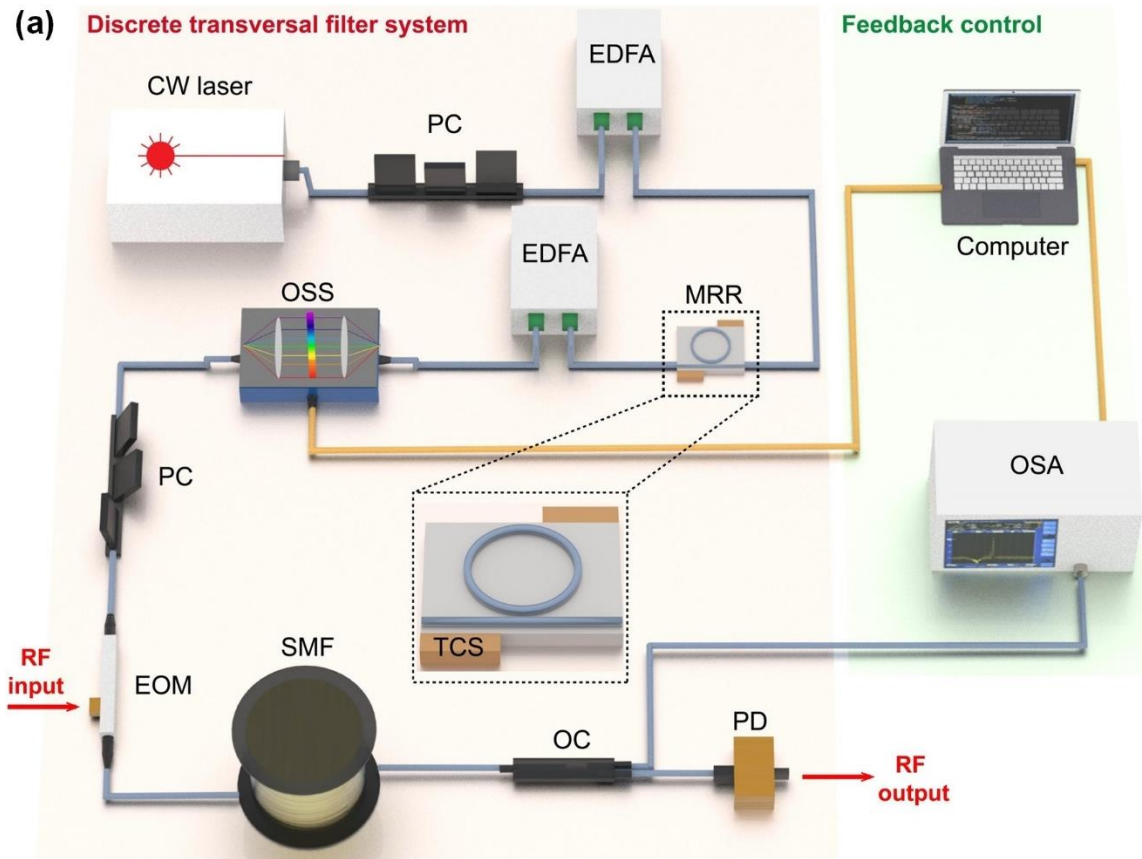 (a)
Discrete transversal filter system
Feedback control
EDFA
CW laser
PC
EDFA
Computer
OSS
MRR
PC
OSA
TCS
SMF
RF
input
EOM
OC
PD
RF
output